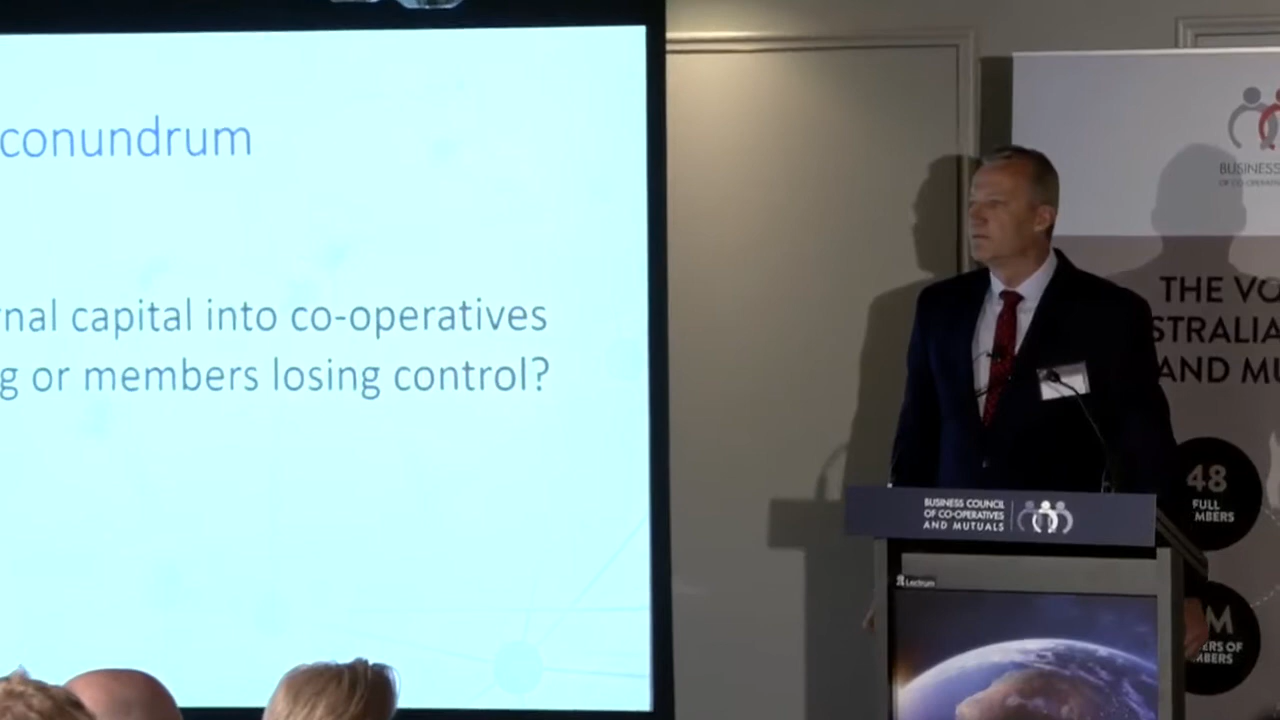 conundrum
rnal capital into co-operatives
g or members losing control?
BUSINESS
THE VO
STRALIA
AND MU
48
FULL
MBERS
M
ERS OF
MBERS
BUSINESS COUNCIL
OF CO-OPERATIVES
AND MUTUALS
Lectrum